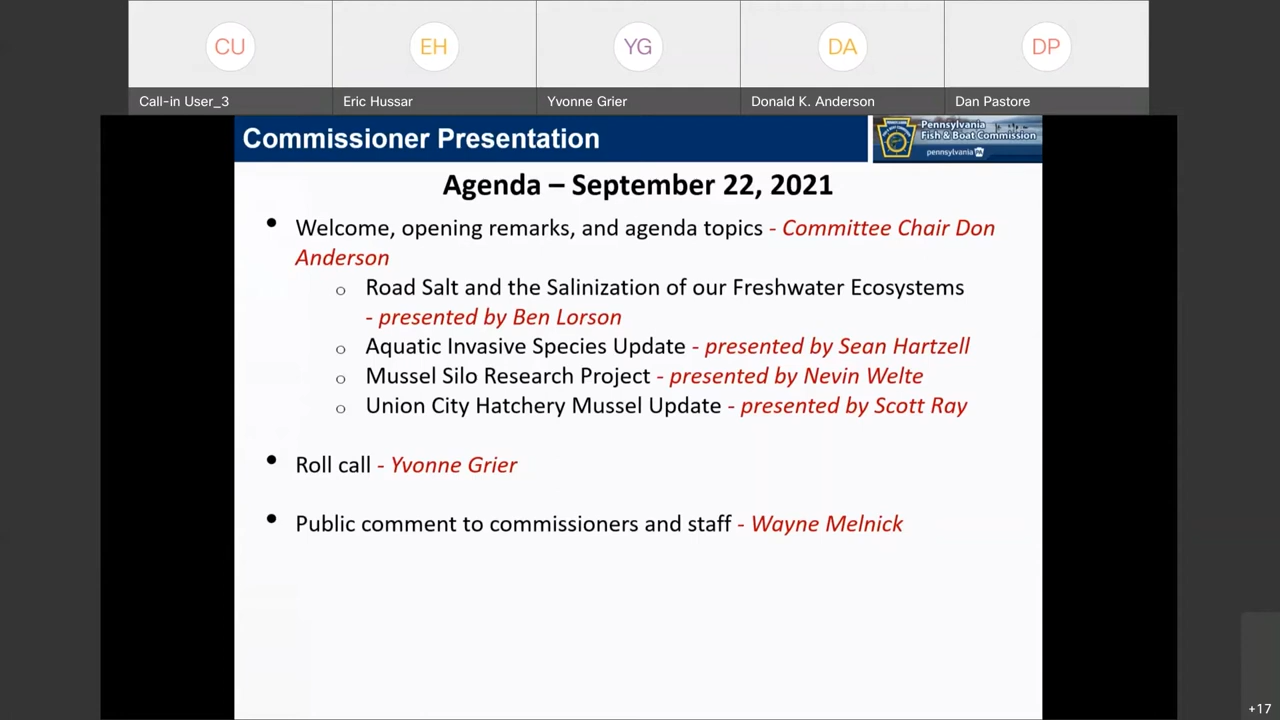 CU
EH
YG
DA
DP
Call-in User_3
Eric Hussar
Yvonne Grier
Donald K. Anderson
Dan Pastore
Commissioner Presentation
Pennsylvania
Fish & Boat Commission
pennsylvania PA
Agenda – September 22, 2021
• Welcome, opening remarks, and agenda topics - Committee Chair Don
Anderson
o Road Salt and the Salinization of our Freshwater Ecosystems
- presented by Ben Lorson
o Aquatic Invasive Species Update - presented by Sean Hartzell
o Mussel Silo Research Project - presented by Nevin Welte
o Union City Hatchery Mussel Update - presented by Scott Ray
• Roll call - Yvonne Grier
• Public comment to commissioners and staff - Wayne Melnick
+17